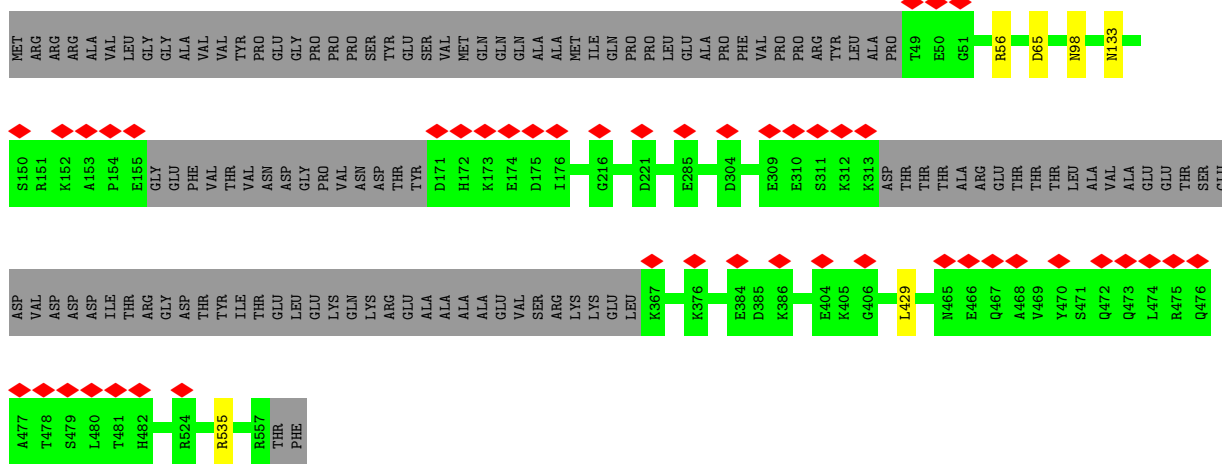 MET ARG ARG ARG ALA VAL LEU GLY GLY ALA VAL VAL TYR PRO GLU GLY PRO PRO PRO SER TYR GLU SER VAL MET GLN GLN GLN ALA ALA MET ILE GLN PRO PRO LEU GLU ALA PRO PHE VAL PRO PRO ARG TYR LEU ALA PRO T49 E50 G51 R56 D65 N98 N133
S150 R151 K152 A153 P154 E155 GLY GLU PHE VAL THR VAL ASN ASP GLY PRO VAL ASN ASP THR TYR D171 H172 K173 E174 D175 I176 G216 D221 E285 D304 E309 E310 S311 K312 K313 ASP THR THR THR ALA ARG GLU THR THR THR LEU ALA VAL ALA GLU GLU THR SER GLU
ASP VAL ASP ASP ASP ILE THR ARG GLY ASP THR TYR ILE THR GLU LEU GLU LYS GLN LYS ARG GLU ALA ALA ALA ALA GLU VAL SER ARG LYS LYS GLU LEU K367 K376 E384 D385 K386 E404 K405 G406 L429 N465 E466 Q467 A468 V469 Y470 S471 Q472 Q473 L474 R475 Q476
A477 T478 S479 L480 T481 H482 R524 R535 R557 THR PHE